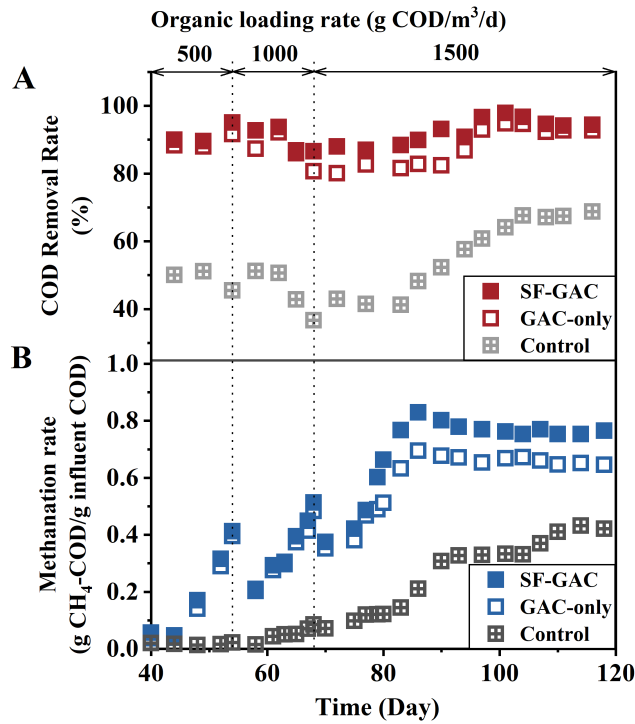 Organic loading rate (g COD/m³/d)
500 1000 1500
A
COD Removal Rate
(%)
100
80
60
40
SF-GAC
GAC-only
Control
B
Methanation rate
(g CH₄-COD/g influent COD)
1.0
0.8
0.6
0.4
0.2
0.0
SF-GAC
GAC-only
Control
40 60 80 100 120
Time (Day)